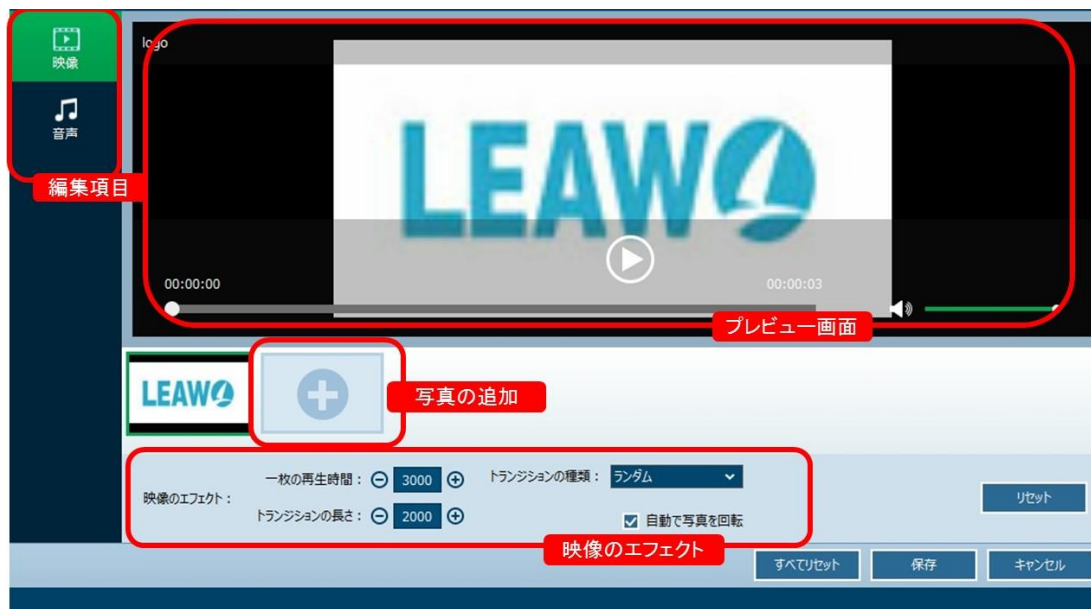 映像
音声
編集項目
logo
LEAWO
00:00:00
00:00:03
プレビュー画面
LEAWO
写真の追加
映像のエフェクト：
一枚の再生時間： 3000
トランジションの長さ： 2000
トランジションの種類： ランダム
自動で写真を回転
映像のエフェクト
リセット
すべてリセット
保存
キャンセル